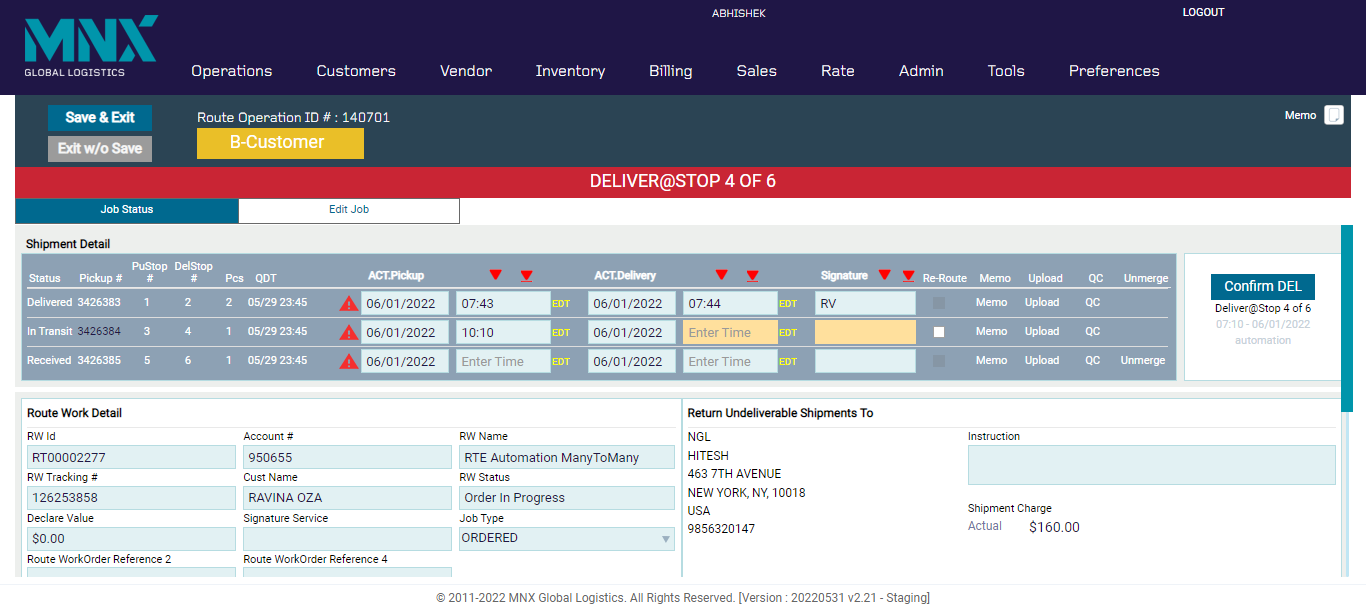 ABHISHEK
LOGOUT
MNX
GLOBAL LOGISTICS
Operations Customers Vendor Inventory Billing Sales Rate Admin Tools Preferences
Save & Exit
Exit w/o Save
Route Operation ID # : 140701
B-Customer
Memo
DELIVER@STOP 4 OF 6
Job Status Edit Job
Shipment Detail
Status Pickup # PuStop # DelStop # Pcs QDT ACT.Pickup ACT.Delivery Signature Re-Route Memo Upload QC Unmerge
Delivered 3426383 1 2 2 05/29 23:45 06/01/2022 07:43 EDT 06/01/2022 07:44 EDT RV Memo Upload QC
In Transit 3426384 3 4 1 05/29 23:45 06/01/2022 10:10 EDT 06/01/2022 Enter Time EDT Memo Upload QC
Received 3426385 5 6 1 05/29 23:45 06/01/2022 Enter Time EDT 06/01/2022 Enter Time EDT Memo Upload QC Unmerge
Confirm DEL
Deliver@Stop 4 of 6
07:10 - 06/01/2022
automation
Route Work Detail
RW Id Account # RW Name
RT00002277 950655 RTE Automation ManyToMany
RW Tracking # Cust Name RW Status
126253858 RAVINA OZA Order In Progress
Declare Value Signature Service Job Type
$0.00 ORDERED
Route WorkOrder Reference 2 Route WorkOrder Reference 4
Return Undeliverable Shipments To
NGL
HITESH
463 7TH AVENUE
NEW YORK, NY, 10018
USA
9856320147
Instruction
Shipment Charge
Actual $160.00
© 2011-2022 MNX Global Logistics. All Rights Reserved. [Version : 20220531 v2.21 - Staging]